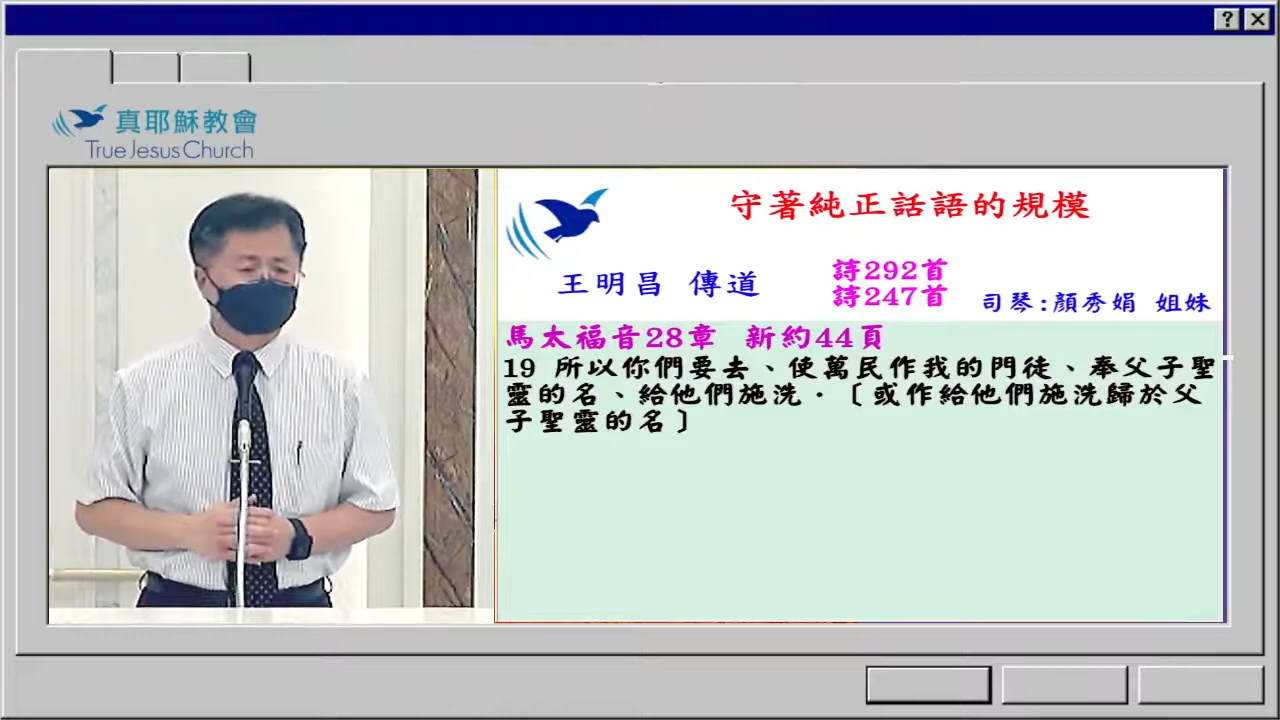 真耶穌教會
True Jesus Church
守著純正話語的規模
王明昌 傳道
詩292首
詩247首
司琴:顏秀娟 姐妹
馬太福音28章 新約44頁
19 所以你們要去、使萬民作我的門徒、奉父子聖
靈的名、給他們施洗．〔或作給他們施洗歸於父
子聖靈的名〕